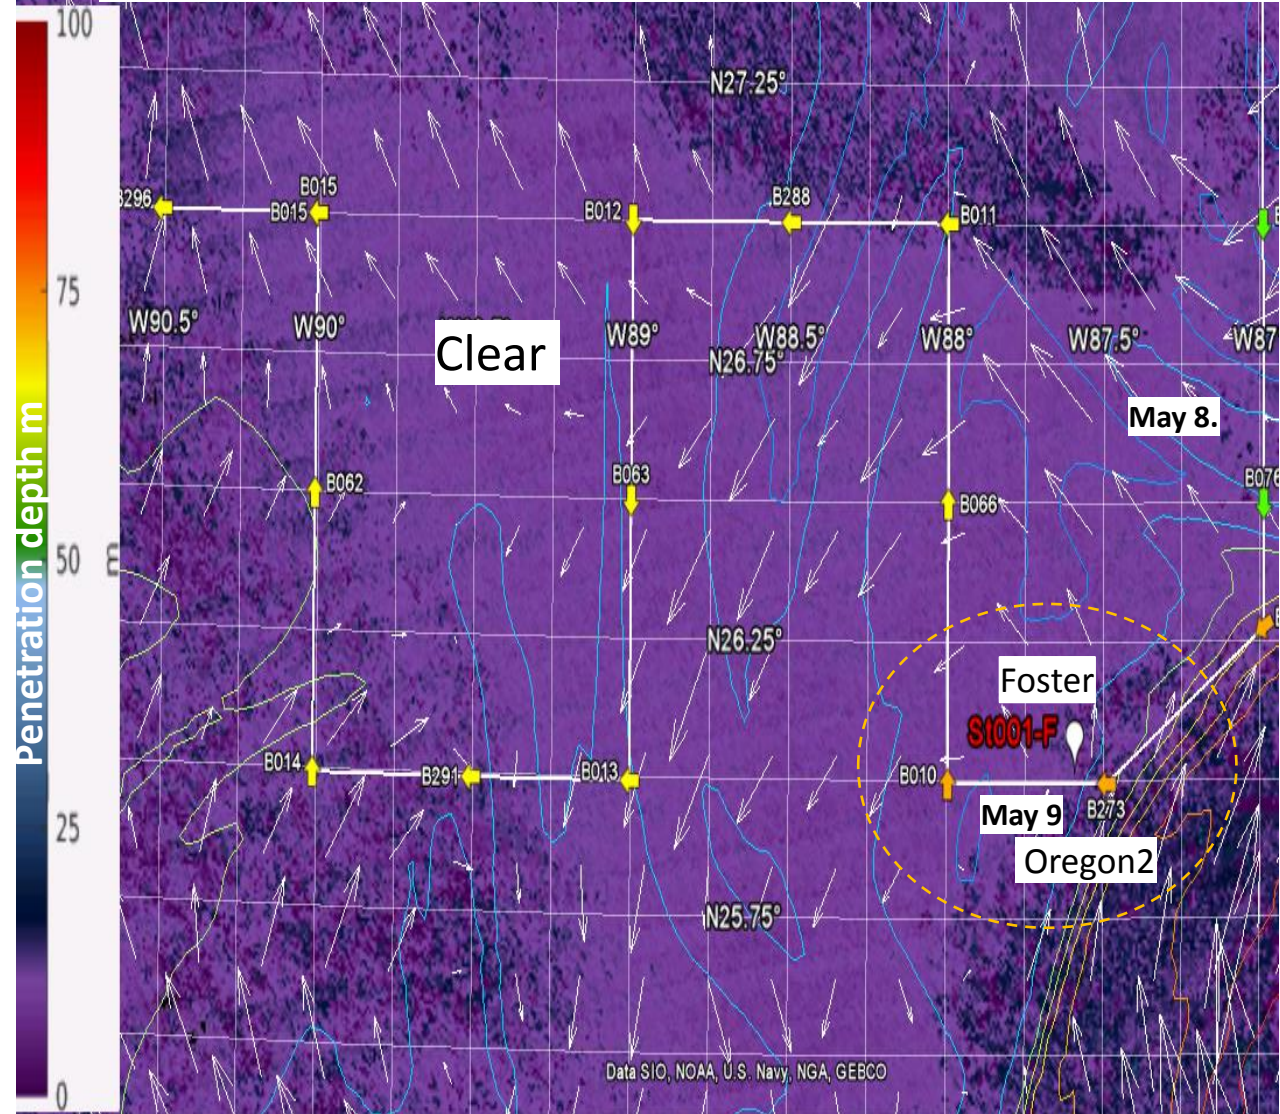 100
75
50
25
0
m
Penetration depth m
N27.25°
B296
B015
B015
B012
B288
B011
W90.5°
W90°
W89°
W88.5°
W88°
W87.5°
W87
Clear
N26.75°
May 8.
B062
B063
B066
B076
N26.25°
Foster
St001-F
B014
B291
B013
B010
B273
May 9
Oregon2
N25.75°
Data SIO, NOAA, U.S. Navy, NGA, GEBCO